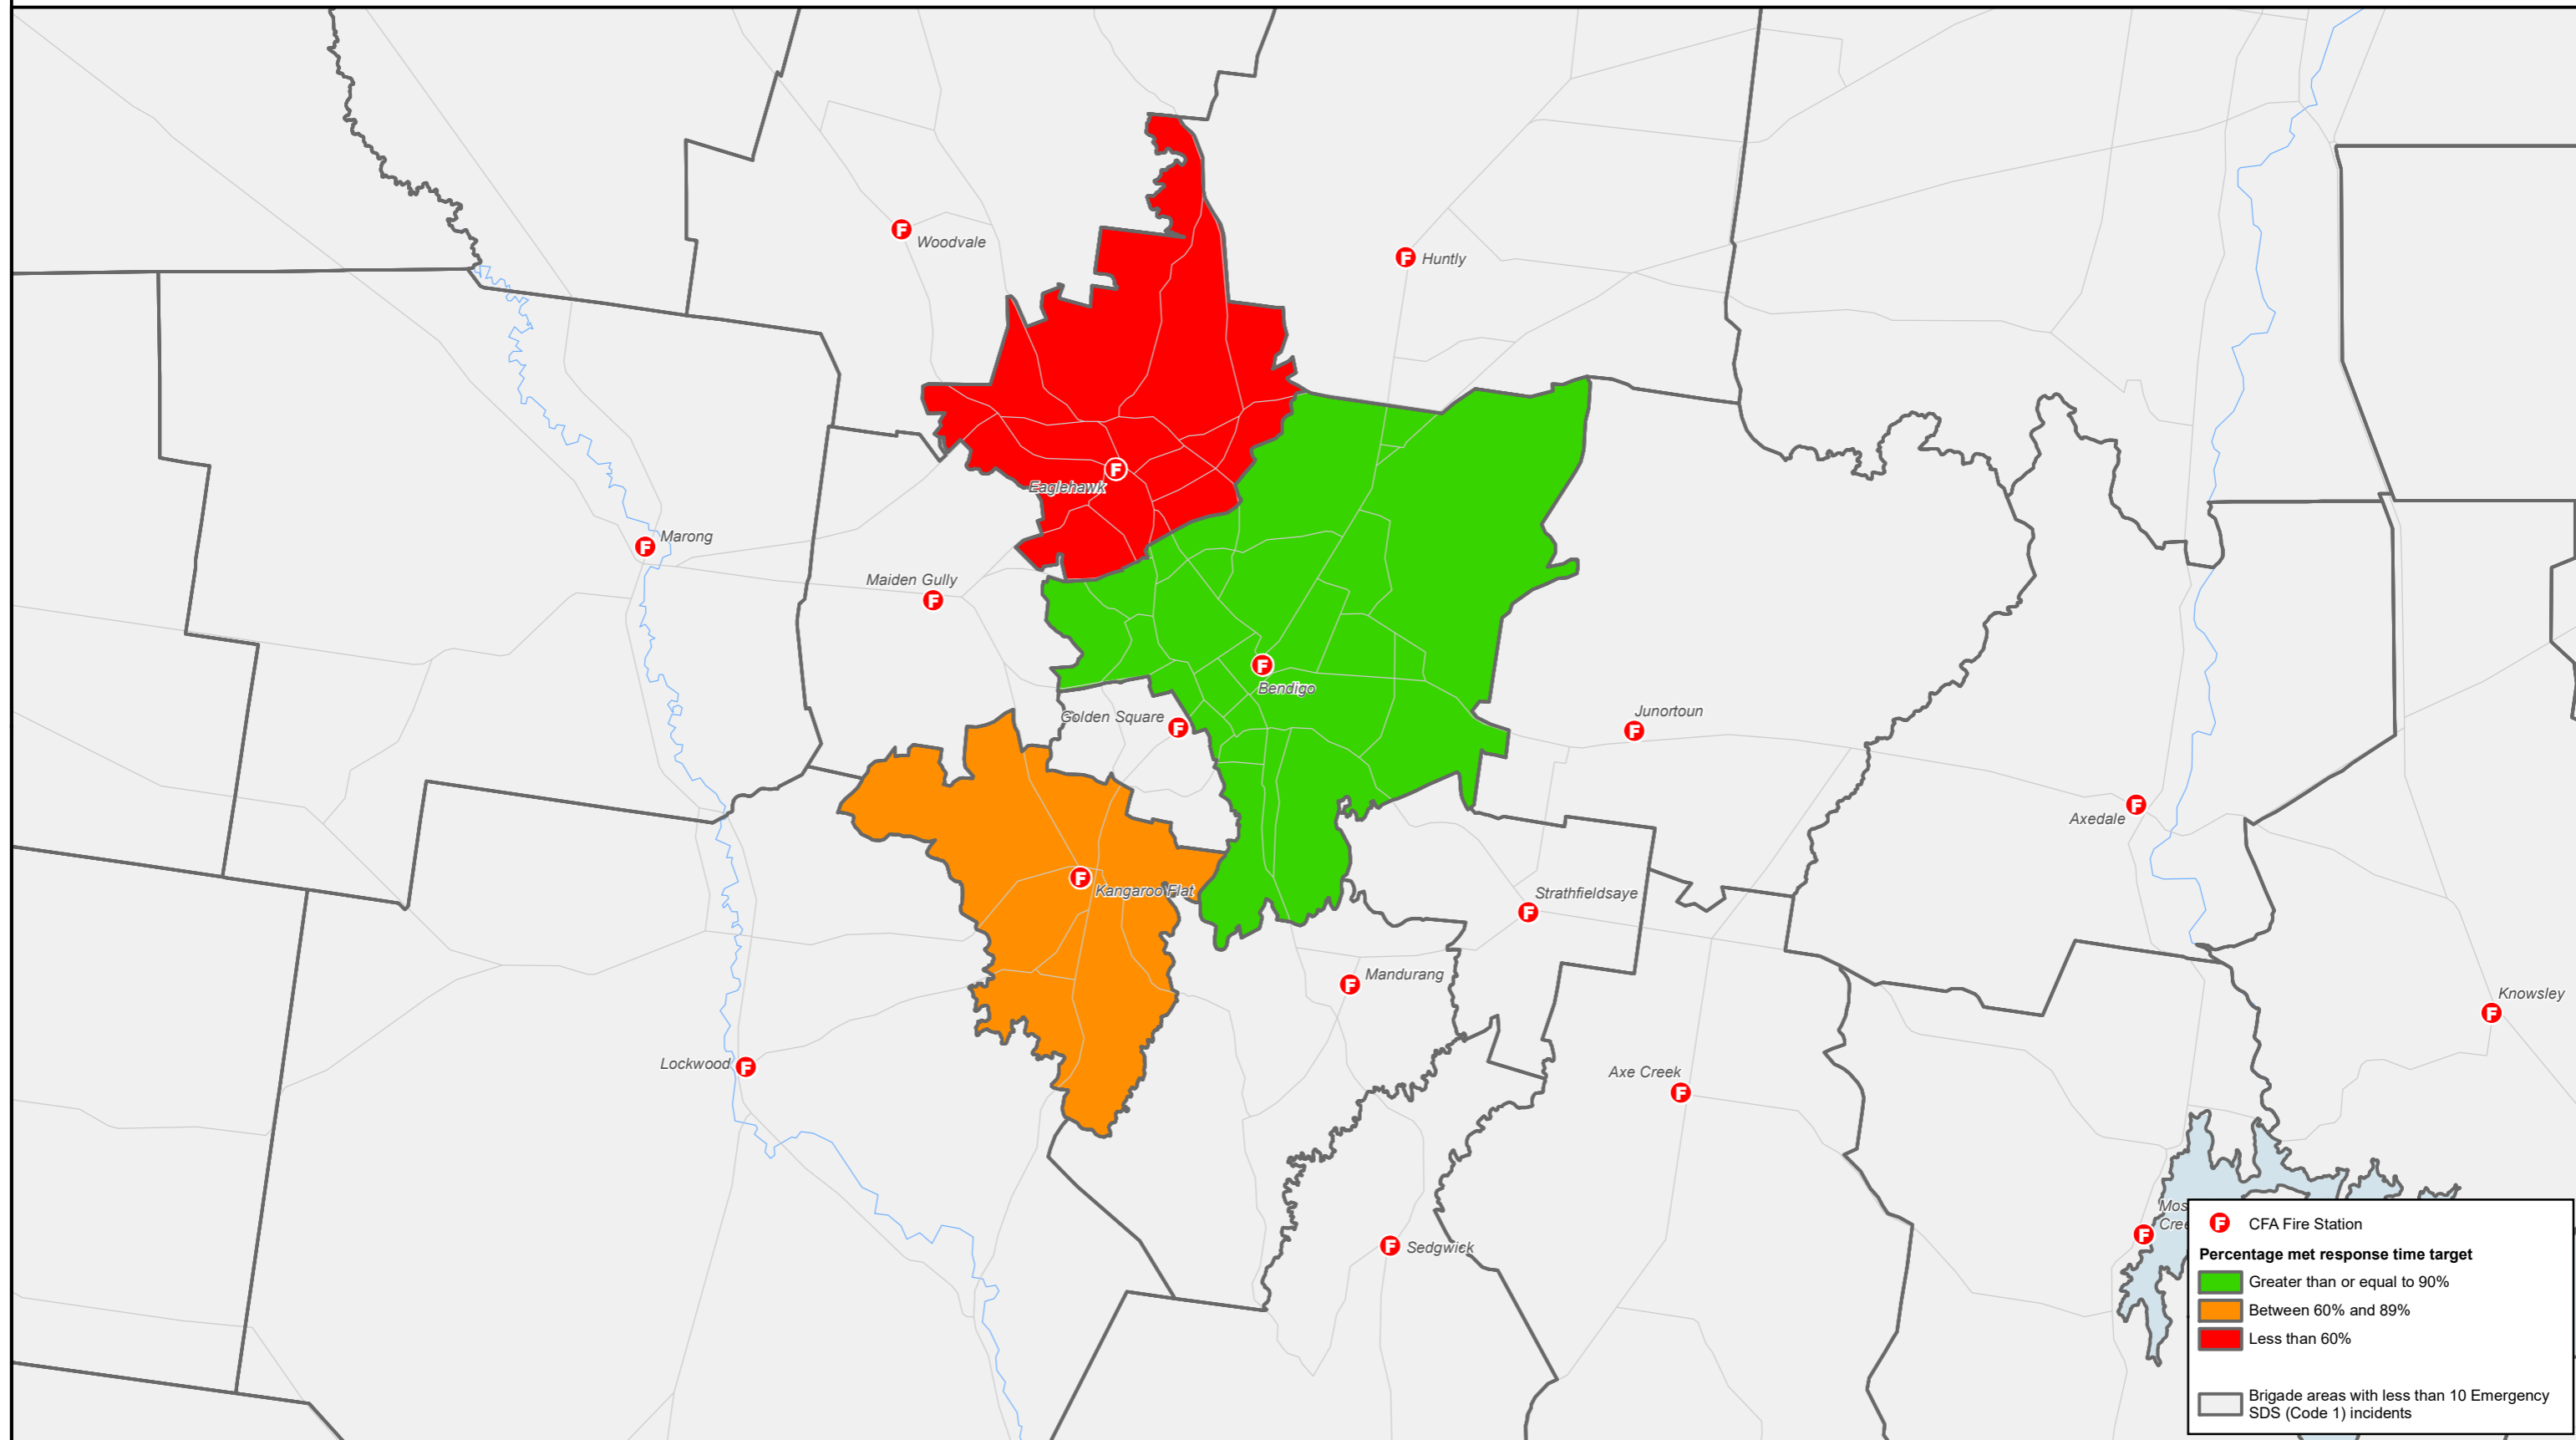 Woodvale
Huntly
Eaglehawk
Marong
Maiden Gully
Bendigo
Golden Square
Junortoun
Axedale
Kangaroo Flat
Strathfieldsaye
Mandurang
Knowsley
Lockwood
Axe Creek
Sedgwick
F CFA Fire Station
Percentage met response time target
Greater than or equal to 90%
Between 60% and 89%
Less than 60%
Brigade areas with less than 10 Emergency
SDS (Code 1) incidents